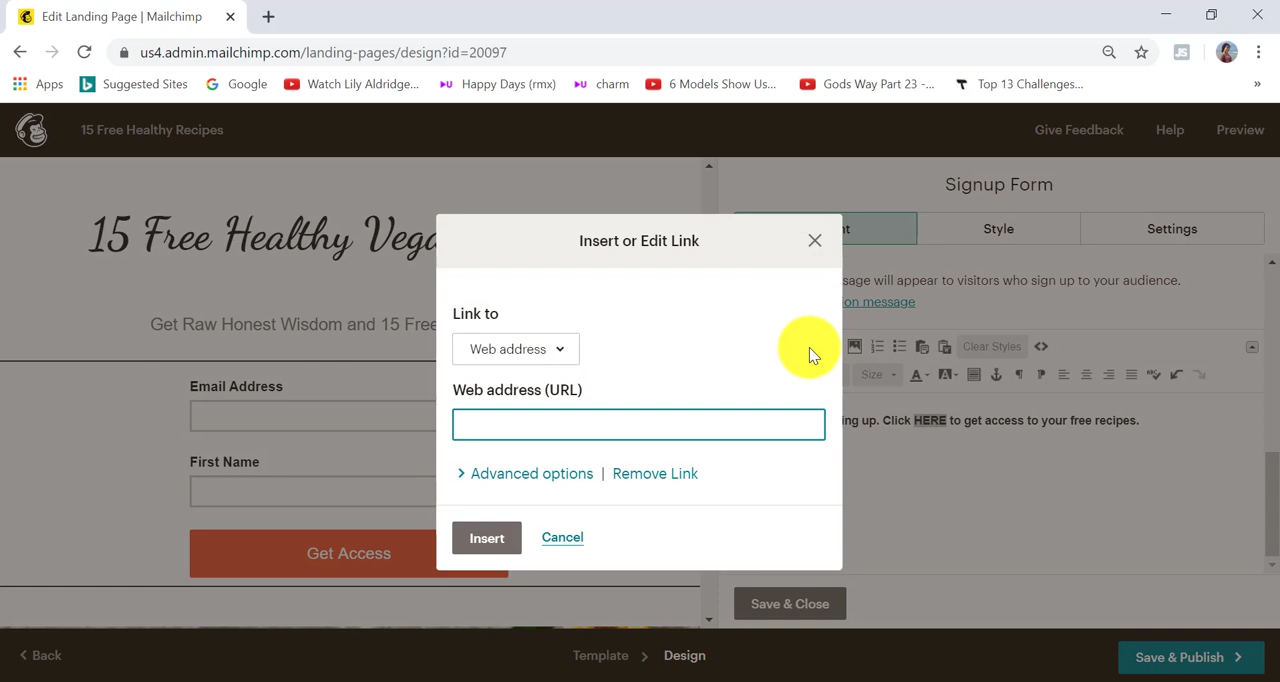 Edit Landing Page | Mailchimp
us4.admin.mailchimp.com/landing-pages/design?id=20097
JS
Apps Suggested Sites Google Watch Lily Aldridge... Happy Days (rmx) charm 6 Models Show Us... Gods Way Part 23 -... Top 13 Challenges... »
15 Free Healthy Recipes Give Feedback Help Preview
Signup Form
Style Settings
15 Free Healthy
Get Raw Honest Wisdom and 15 Free
Email Address
First Name
Get Access
Insert or Edit Link
Link to
Web address
Web address (URL)
Advanced options | Remove Link
Insert Cancel
will appear to visitors who sign up to your audience.
message
Clear Styles
Size
up. Click HERE to get access to your free recipes.
Save & Close
Back Template Design Save & Publish